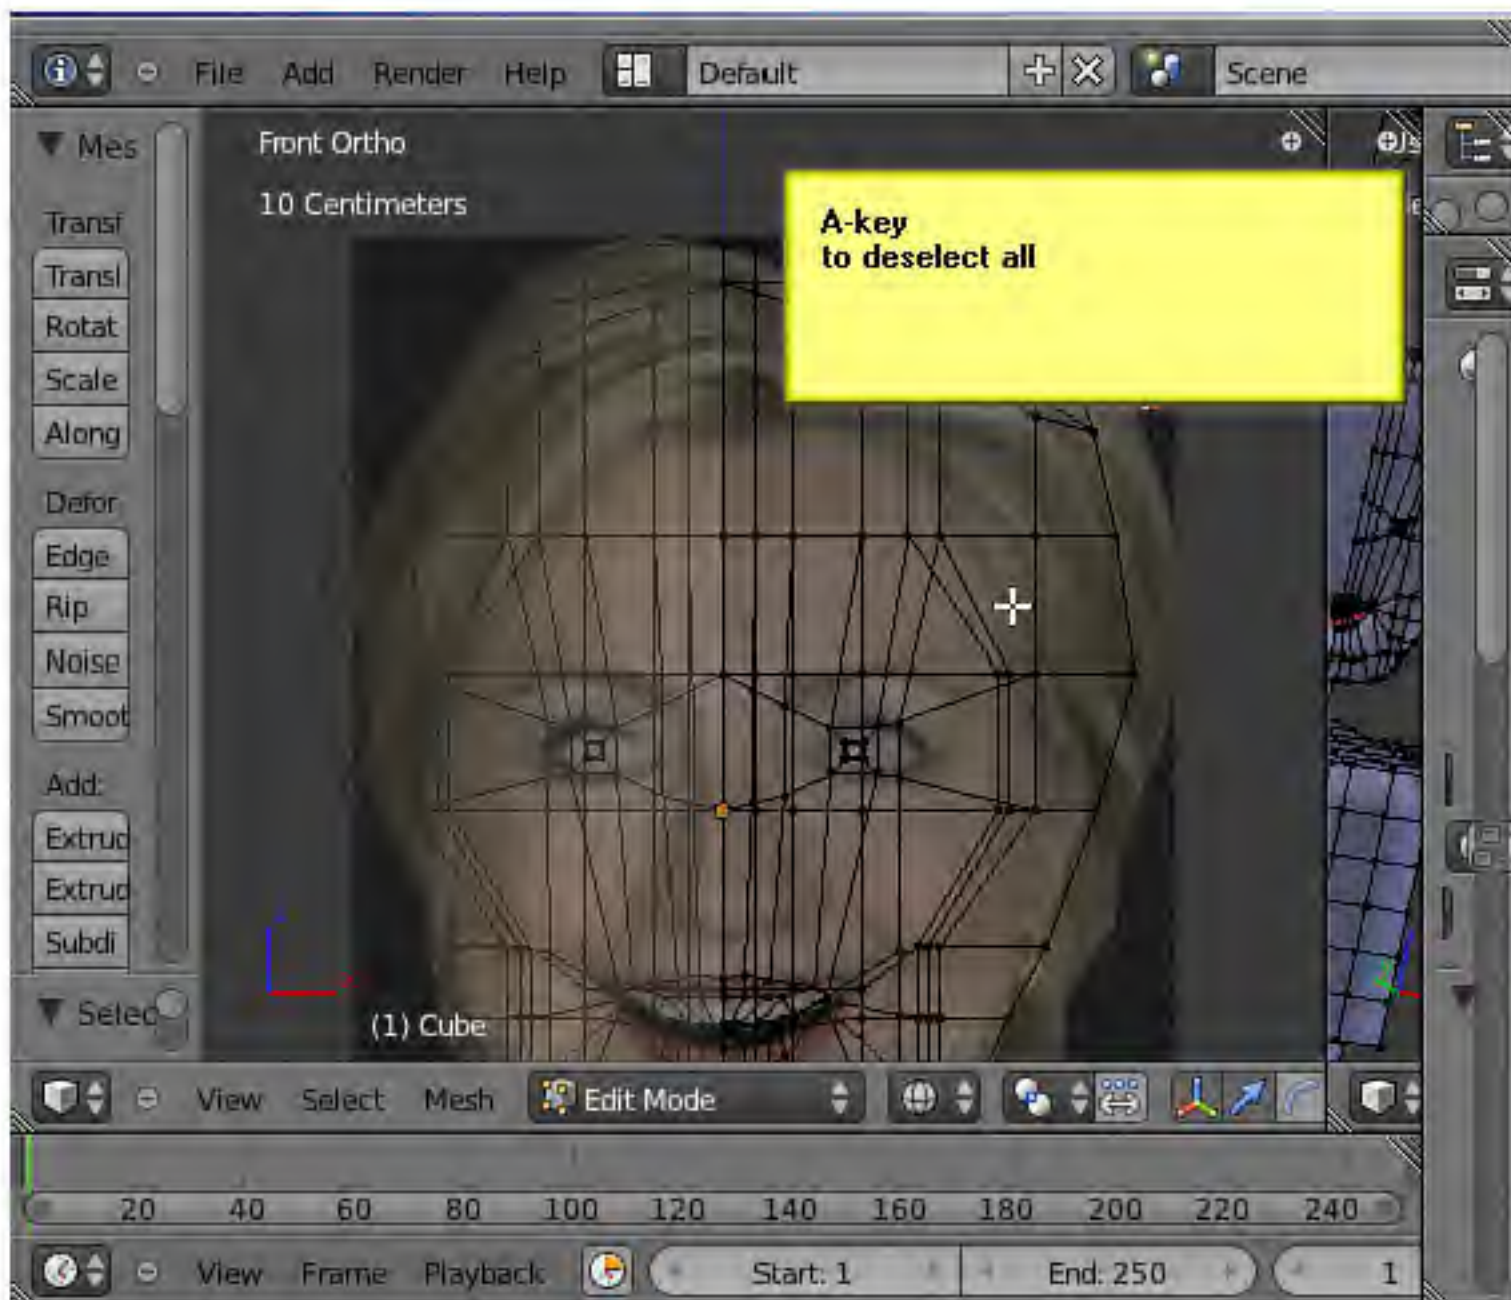 File Add Render Help Default Scene
Mes
Front Ortho
10 Centimeters
A-key
to deselect all
Transf
Transl
Rotat
Scale
Along
Defor
Edge
Rip
Noise
Smoot
Add:
Extrud
Extrud
Subdi
Selec
(1) Cube
View Select Mesh Edit Mode
20 40 60 80 100 120 140 160 180 200 220 240
View Frame Playback Start: 1 End: 250 1